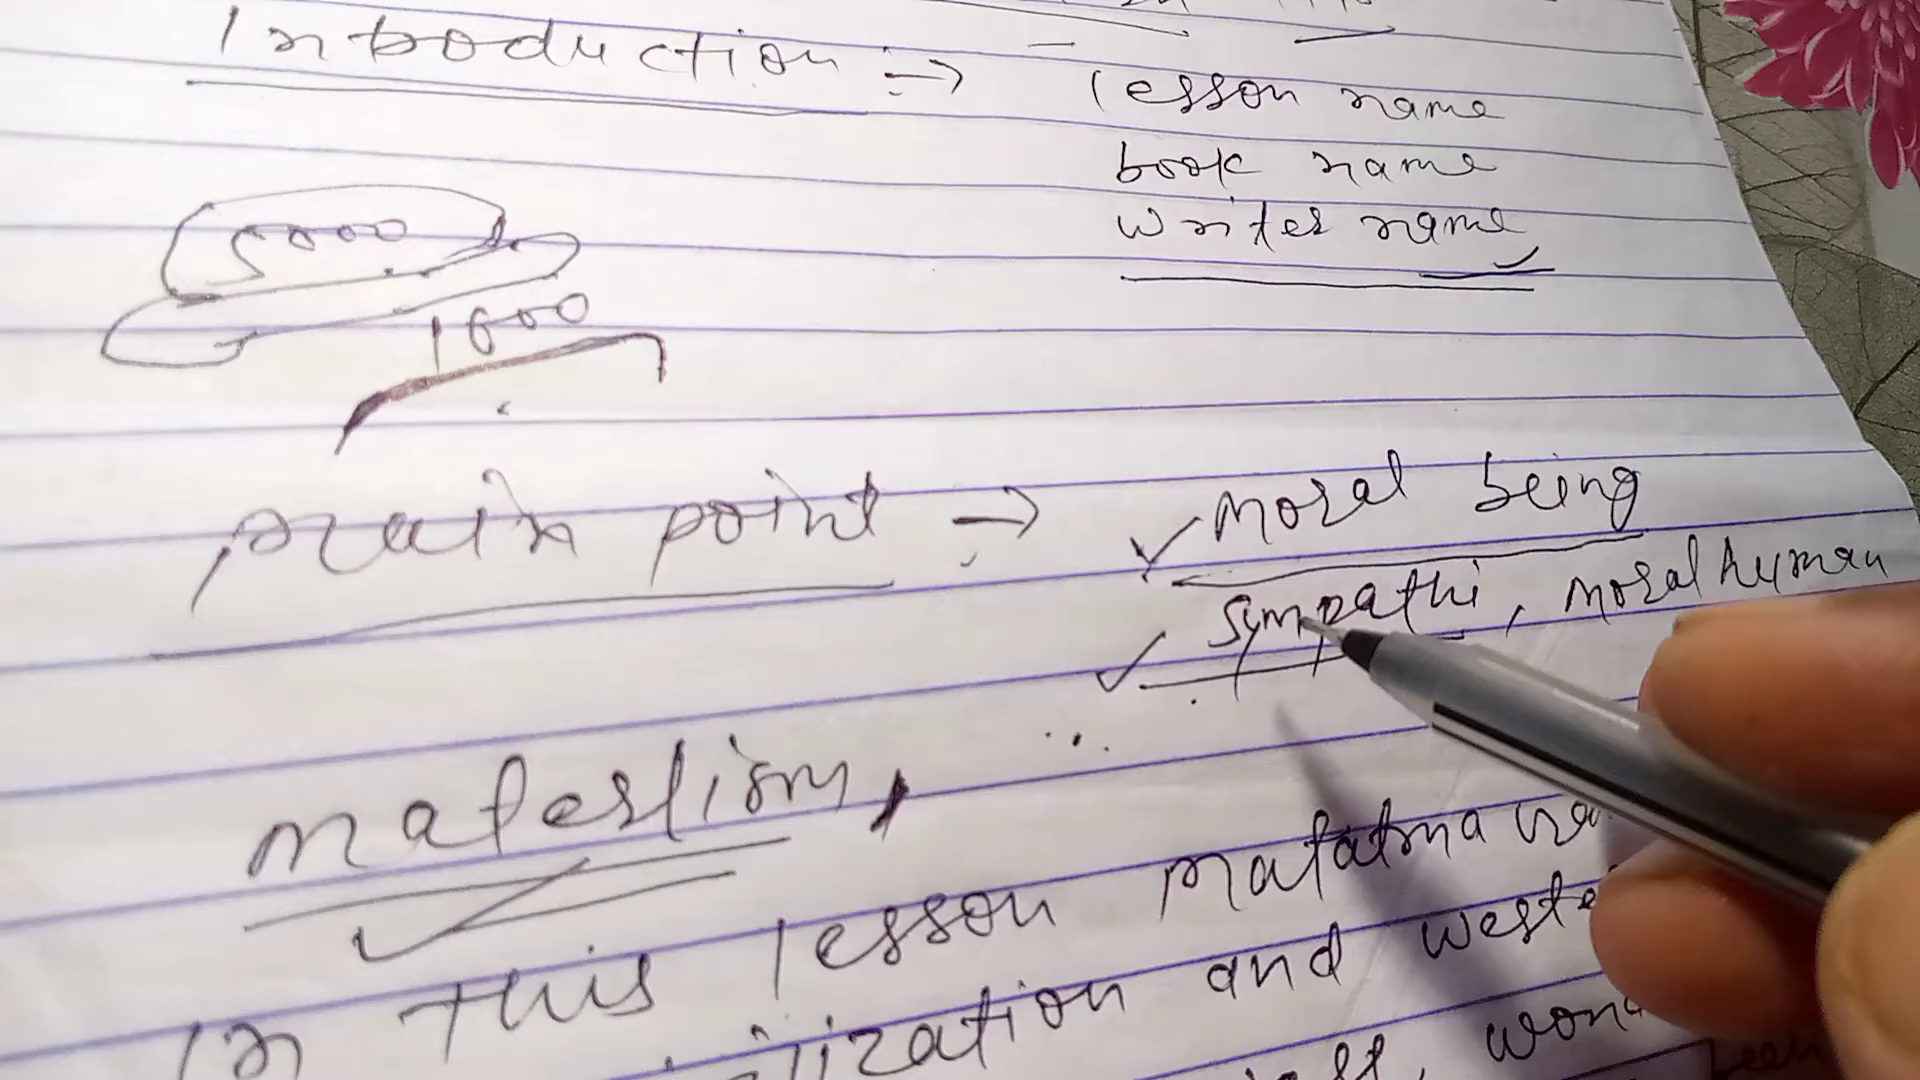 Introduction :→ lesson name
book name
writer name
5000
1000
main point → moral being
sympathi, moral human
materlism,
In this lesson
and weste